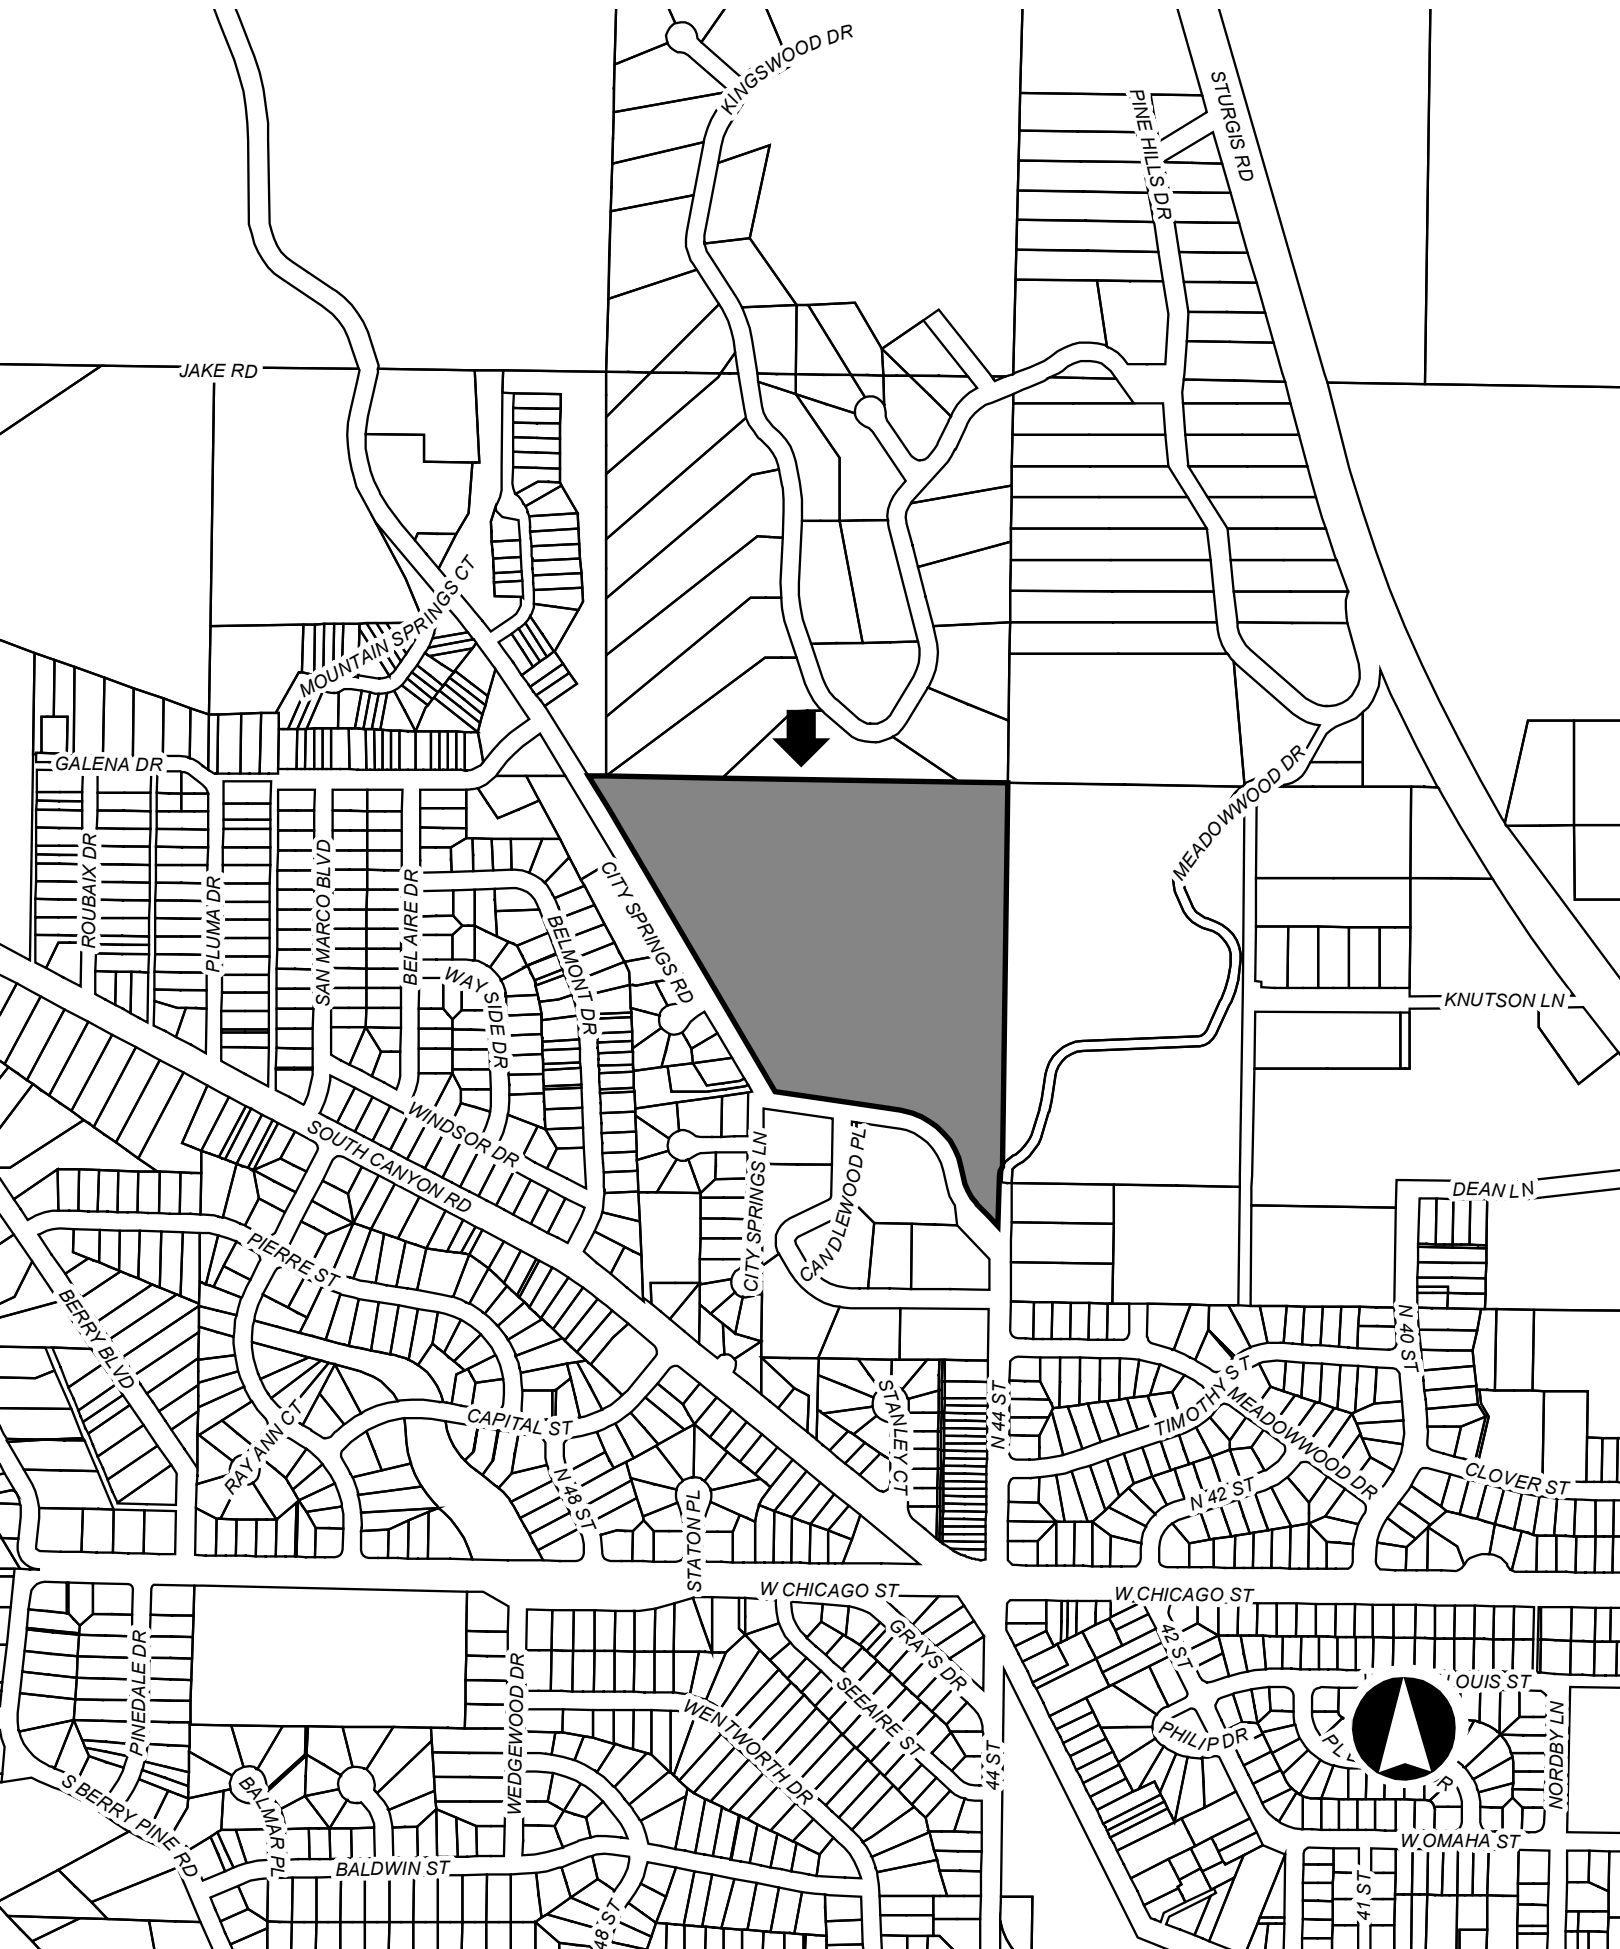 KINGSWOOD DR
STURGIS RD
PINE HILLS DR
JAKE RD
MOUNTAIN SPRINGS CT
GALENA DR
MEADOWWOOD DR
ROUBAIX DR
PLUMA DR
SAN MARCO BLVD
BEL AIRE DR
CITY SPRINGS RD
BELMONT DR
WAY SIDE DR
KNUTSON LN
WINDSOR DR
SOUTH CANYON RD
CITY SPRINGS LN
CANDLEWOOD PL
DEAN LN
PIERRE ST
BERRY BLVD
N 40 ST
TIMOTHY ST
MEADOWWOOD DR
STANLEY CT
N 44 ST
RAY ANN CT
CAPITAL ST
N 48 ST
STATON PL
N 42 ST
CLOVER ST
W CHICAGO ST
W CHICAGO ST
PINEDALE DR
WEDGEWOOD DR
GRAYS DR
SEEAIRE ST
WENTWORTH DR
42 ST
OUIS ST
PHILIP DR
PL
DR
NORDBY LN
44 ST
S BERRY PINE RD
BALMAR PL
BALDWIN ST
W OMAHA ST
48 ST
41 ST